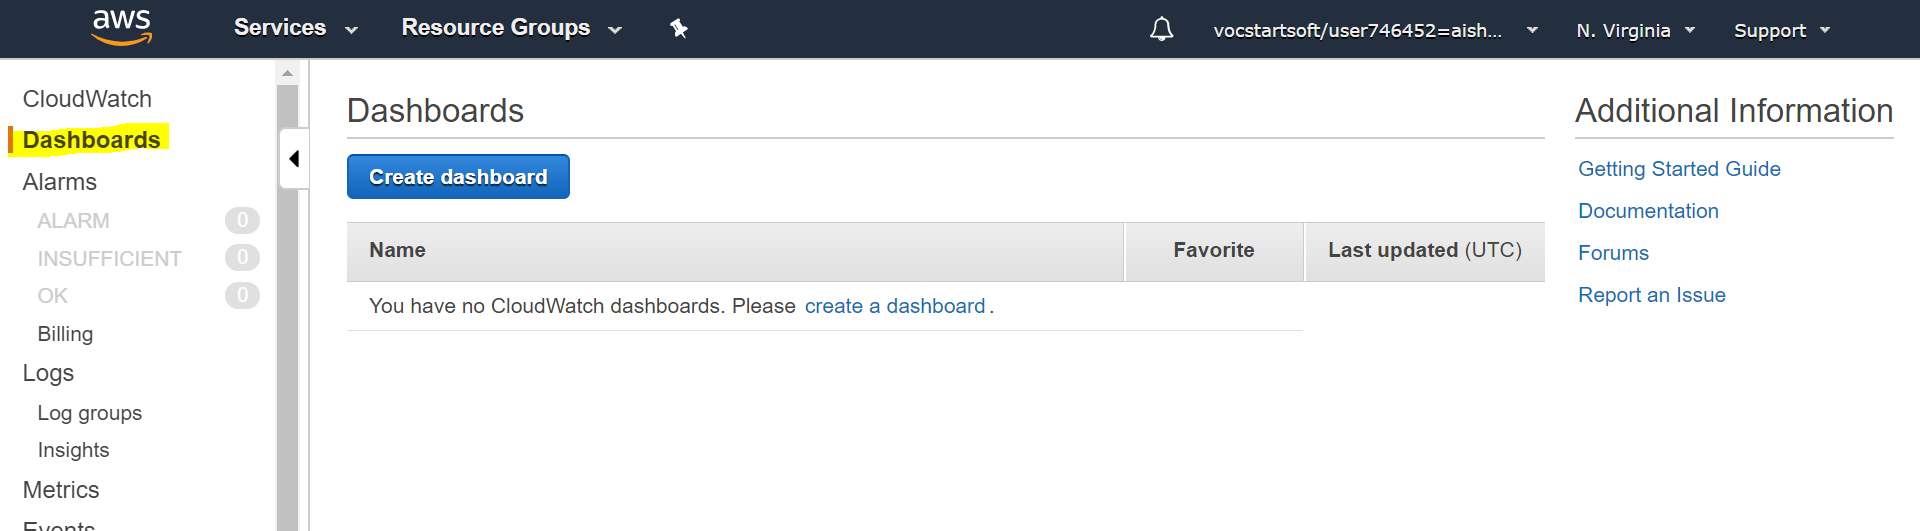 aws
Services
Resource Groups
vocstartsoft/user746452=aish...
N. Virginia
Support
CloudWatch
Dashboards
Alarms
ALARM 0
INSUFFICIENT 0
OK 0
Billing
Logs
Log groups
Insights
Metrics
Events
Dashboards
Create dashboard
Name
Favorite
Last updated (UTC)
You have no CloudWatch dashboards. Please create a dashboard.
Additional Information
Getting Started Guide
Documentation
Forums
Report an Issue